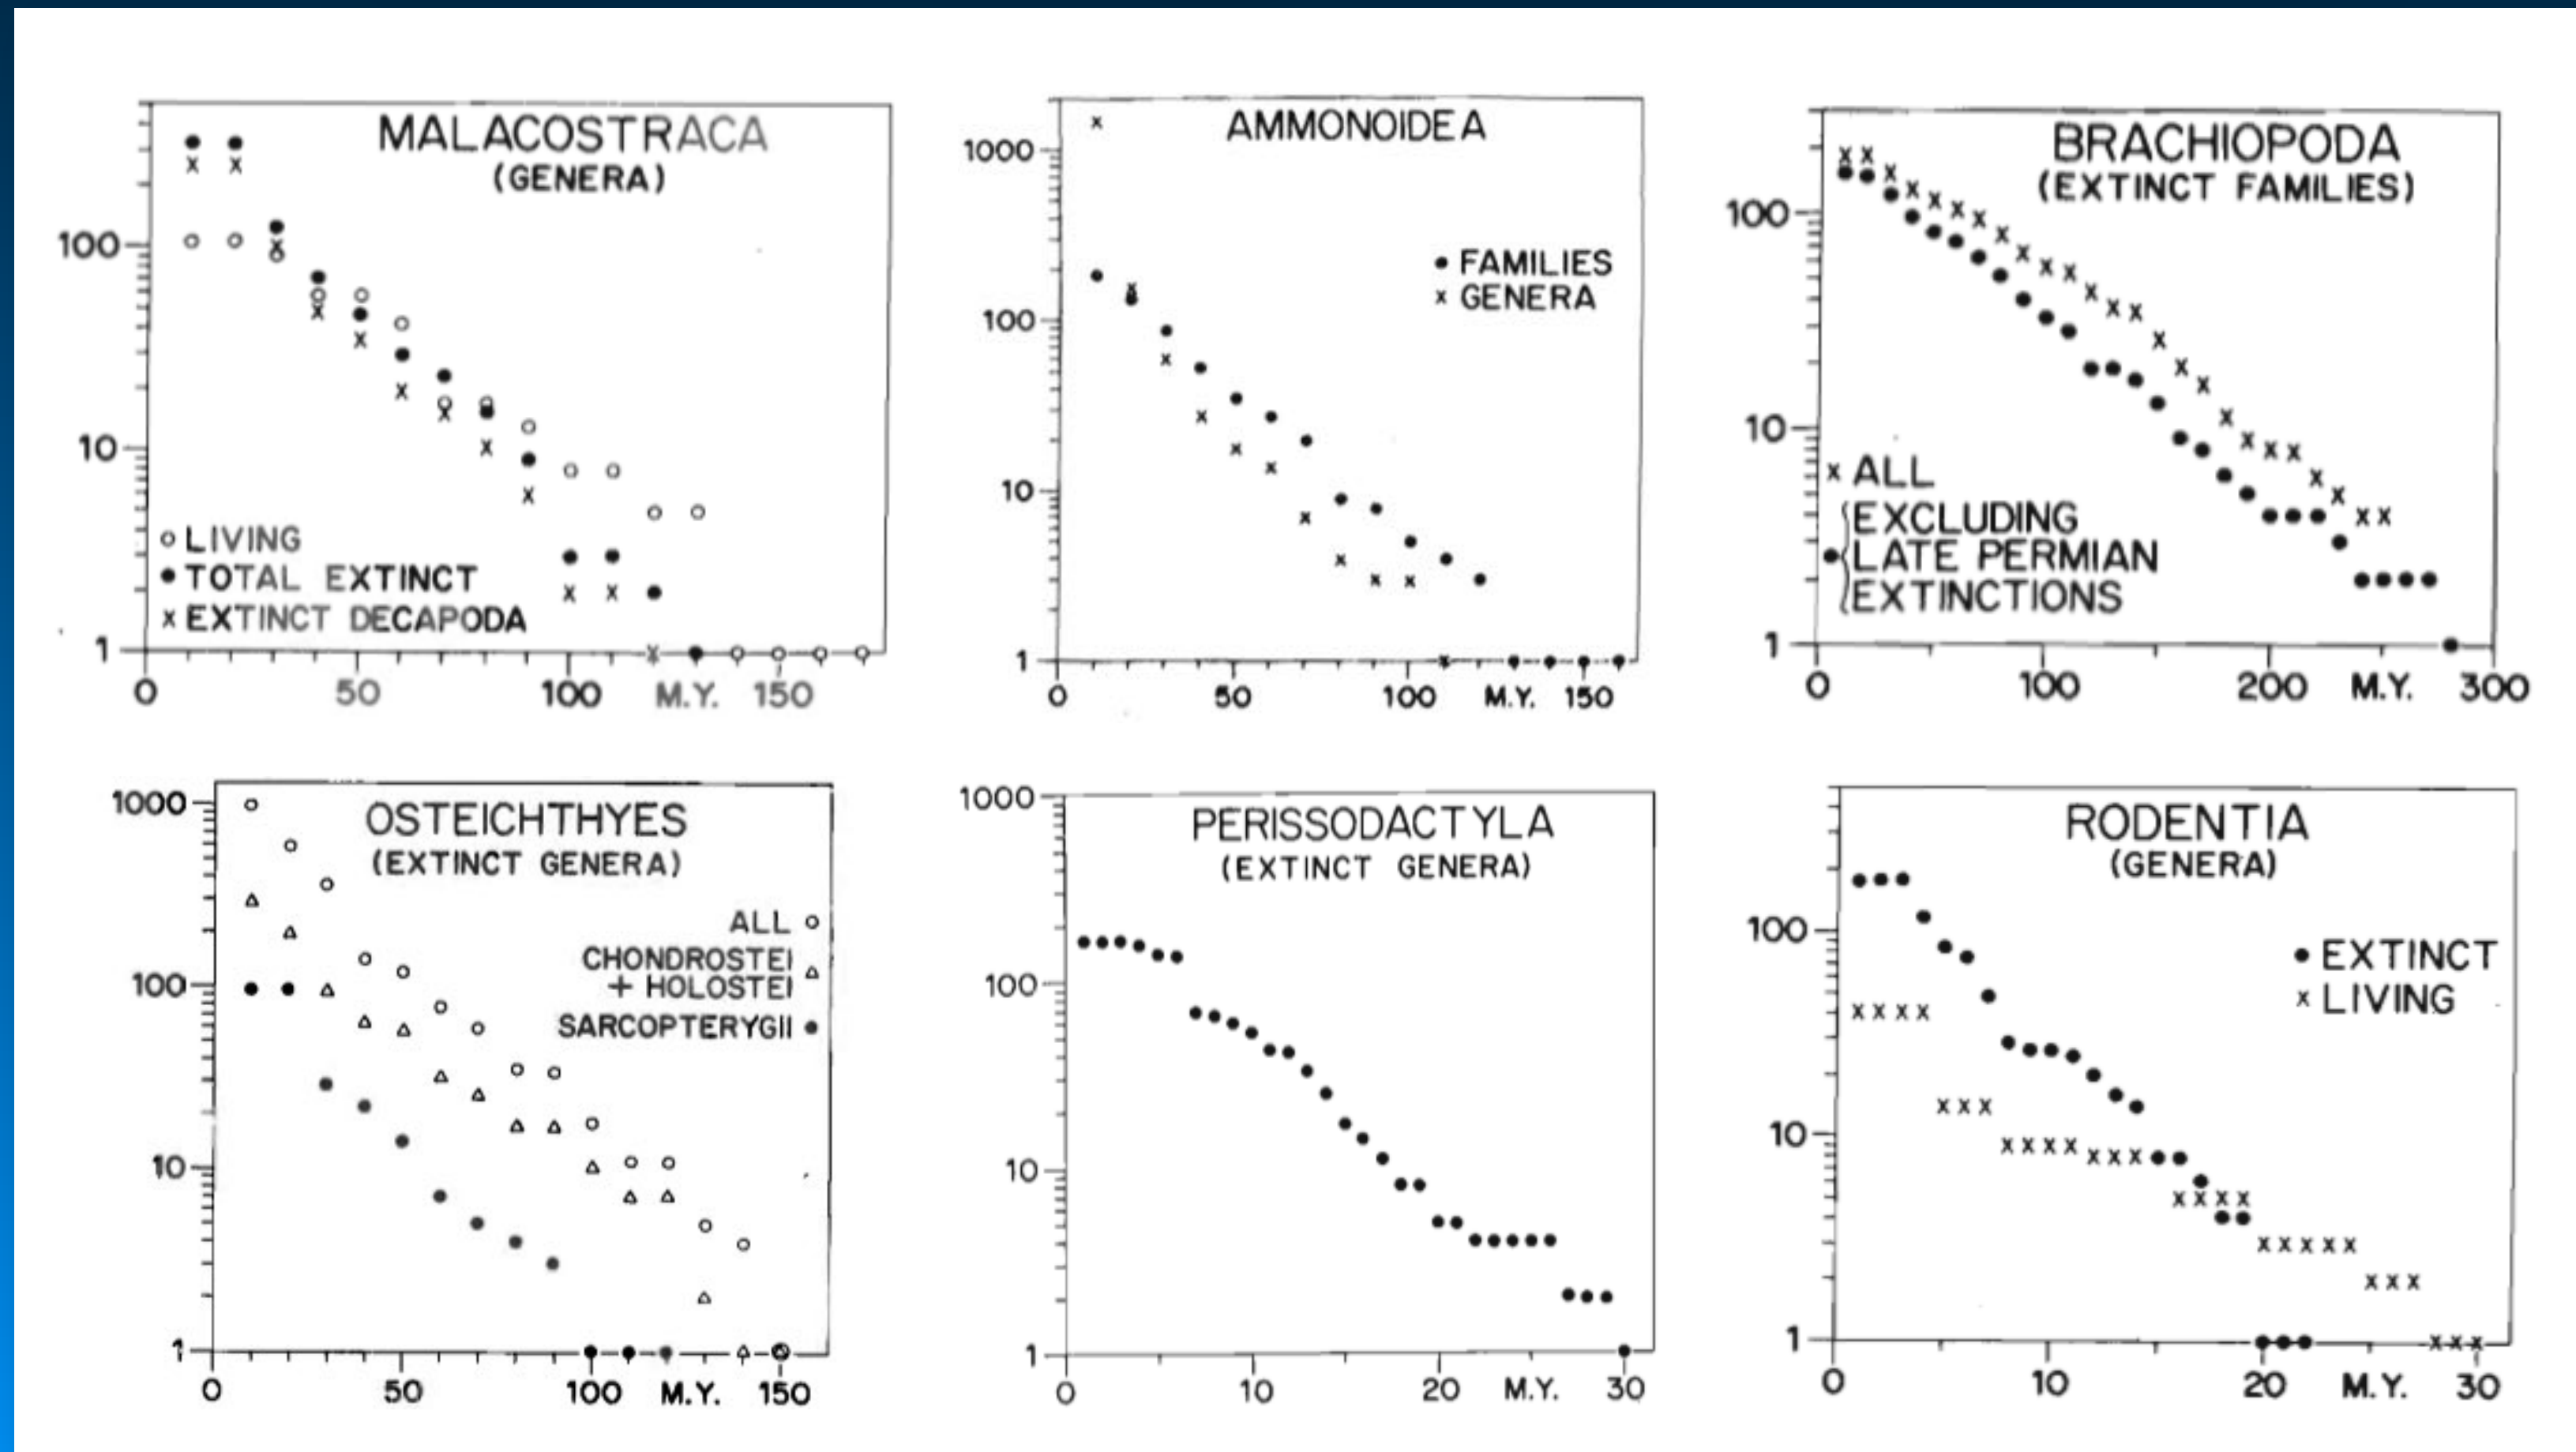 MALACOSTRACA
(GENERA)
100
10
1
○ LIVING
● TOTAL EXTINCT
x EXTINCT DECAPODA
0 50 100 M.Y. 150
AMMONOIDEA
1000
100
10
1
● FAMILIES
x GENERA
0 50 100 M.Y. 150
BRACHIOPODA
(EXTINCT FAMILIES)
100
10
1
x ALL
● { EXCLUDING
LATE PERMIAN
EXTINCTIONS
0 100 200 M.Y. 300
OSTEICHTHYES
(EXTINCT GENERA)
1000
100
10
1
ALL ○
CHONDROSTEI
+ HOLOSTEI △
SARCOPTERYGII ●
0 50 100 M.Y. 150
PERISSODACTYLA
(EXTINCT GENERA)
1000
100
10
1
0 10 20 M.Y. 30
RODENTIA
(GENERA)
100
10
1
● EXTINCT
x LIVING
0 10 20 M.Y. 30